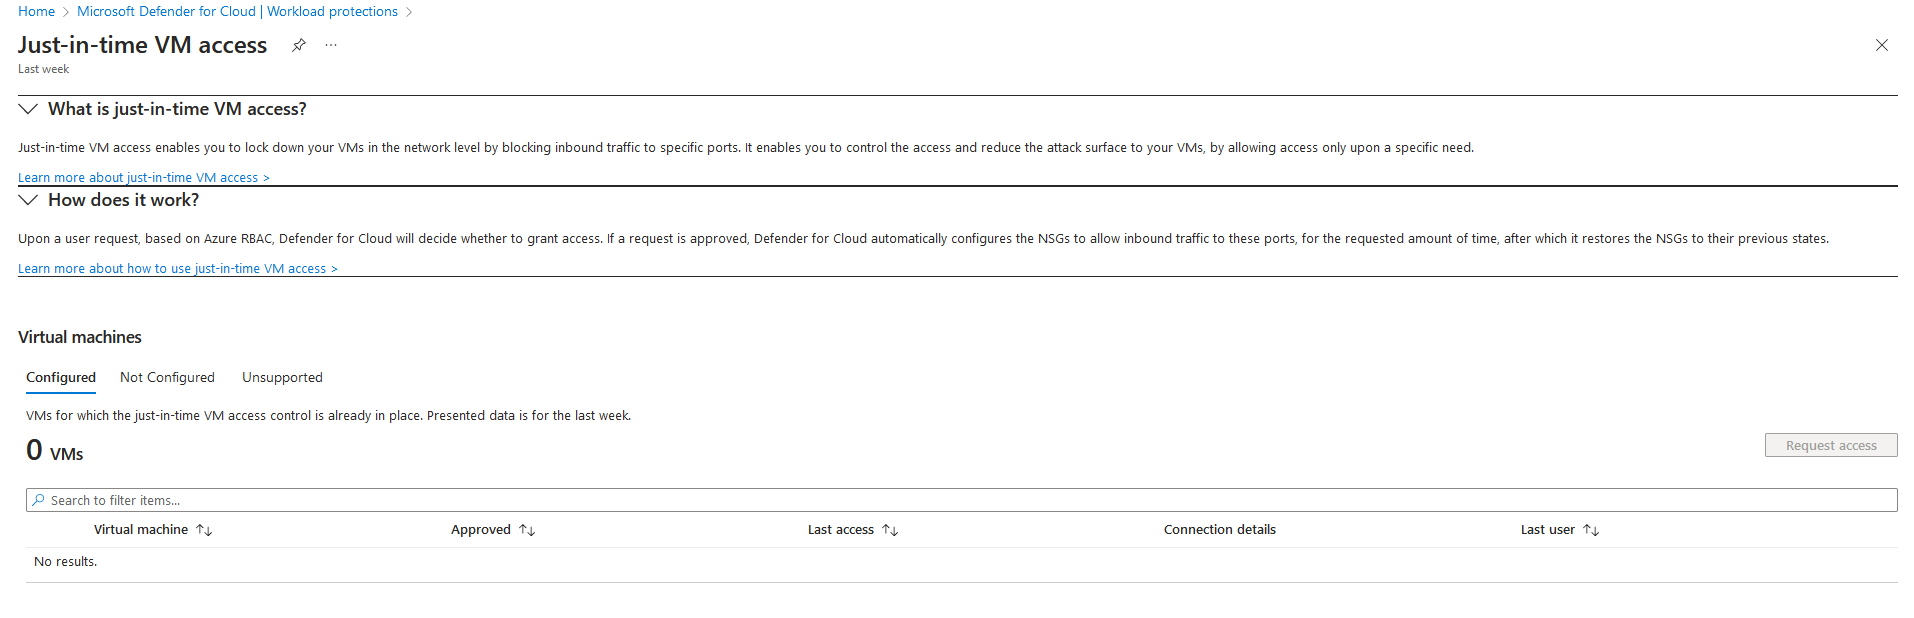 Home > Microsoft Defender for Cloud | Workload protections >
Just-in-time VM access
Last week
What is just-in-time VM access?
Just-in-time VM access enables you to lock down your VMs in the network level by blocking inbound traffic to specific ports. It enables you to control the access and reduce the attack surface to your VMs, by allowing access only upon a specific need.
Learn more about just-in-time VM access >
How does it work?
Upon a user request, based on Azure RBAC, Defender for Cloud will decide whether to grant access. If a request is approved, Defender for Cloud automatically configures the NSGs to allow inbound traffic to these ports, for the requested amount of time, after which it restores the NSGs to their previous states.
Learn more about how to use just-in-time VM access >
Virtual machines
Configured Not Configured Unsupported
VMs for which the just-in-time VM access control is already in place. Presented data is for the last week.
0 VMs Request access
Search to filter items...
Virtual machine ↑↓ Approved ↑↓ Last access ↑↓ Connection details Last user ↑↓
No results.